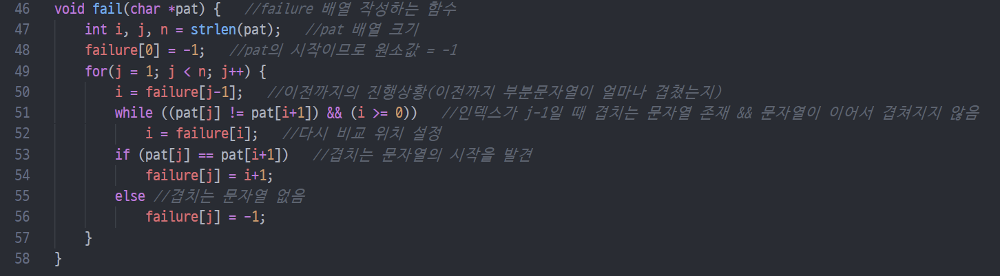 46 void fail(char *pat) { //failure 배열 작성하는 함수
47 int i, j, n = strlen(pat); //pat 배열 크기
48 failure[0] = -1; //pat의 시작이므로 원소값 = -1
49 for(j = 1; j < n; j++) {
50 i = failure[j-1]; //이전까지의 진행상황(이전까지 부분문자열이 얼마나 겹쳤는지)
51 while ((pat[j] != pat[i+1]) && (i >= 0)) //인덱스가 j-1일 때 겹치는 문자열 존재 && 문자열이 이어서 겹쳐지지 않음
52 i = failure[i]; //다시 비교 위치 설정
53 if (pat[j] == pat[i+1]) //겹치는 문자열의 시작을 발견
54 failure[j] = i+1;
55 else //겹치는 문자열 없음
56 failure[j] = -1;
57 }
58 }